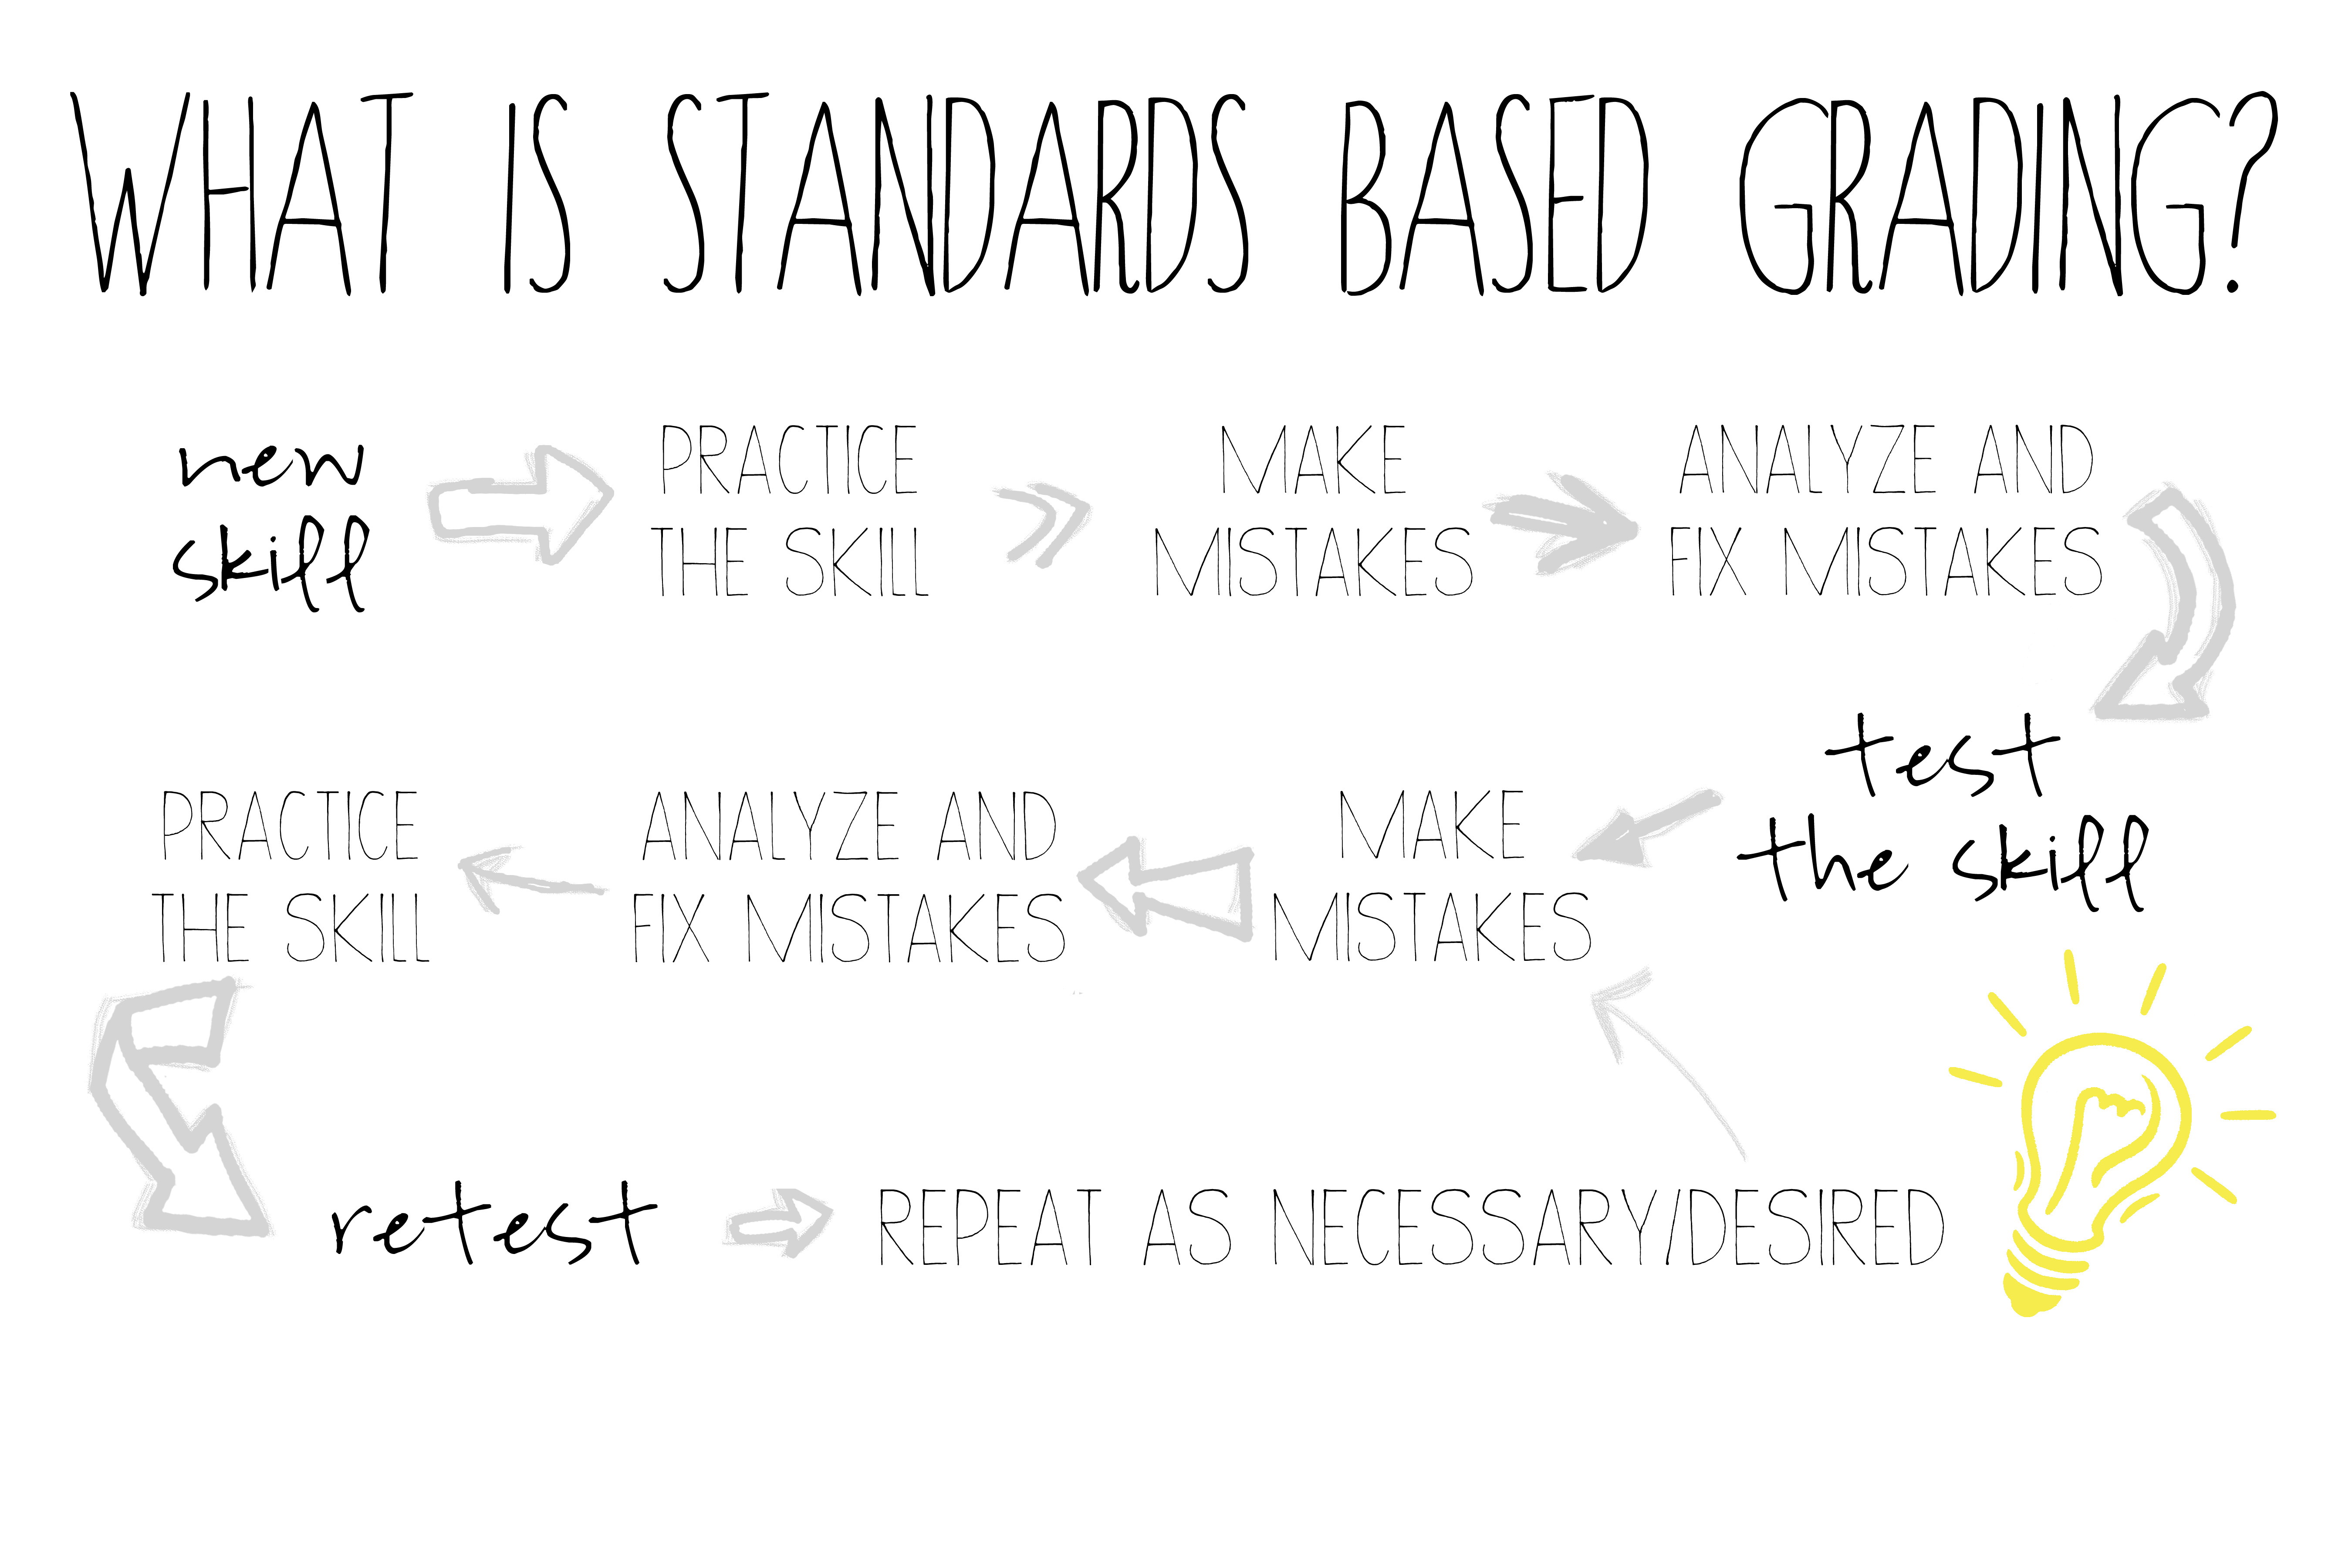 WHAT IS STANDARDS BASED GRADING?
new
skill
PRACTICE
THE SKILL
MAKE
MISTAKES
ANALYZE AND
FIX MISTAKES
test
the skill
MAKE
MISTAKES
ANALYZE AND
FIX MISTAKES
PRACTICE
THE SKILL
retest
REPEAT AS NECESSARY/DESIRED